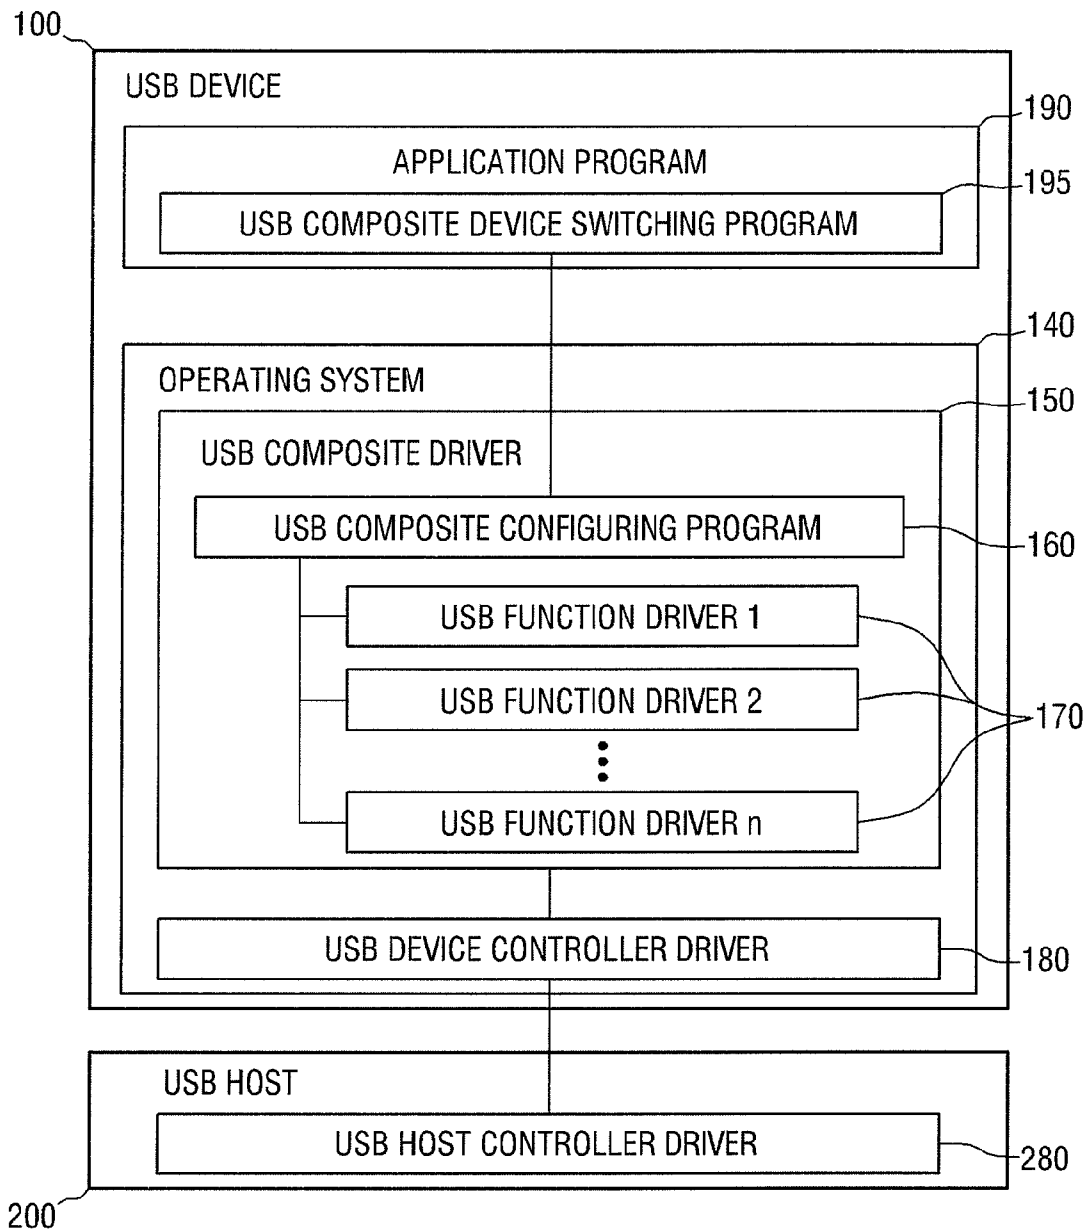 100
USB DEVICE
190
APPLICATION PROGRAM
195
USB COMPOSITE DEVICE SWITCHING PROGRAM
140
OPERATING SYSTEM
150
USB COMPOSITE DRIVER
USB COMPOSITE CONFIGURING PROGRAM
160
USB FUNCTION DRIVER 1
USB FUNCTION DRIVER 2
170
USB FUNCTION DRIVER n
USB DEVICE CONTROLLER DRIVER
180
USB HOST
USB HOST CONTROLLER DRIVER
280
200